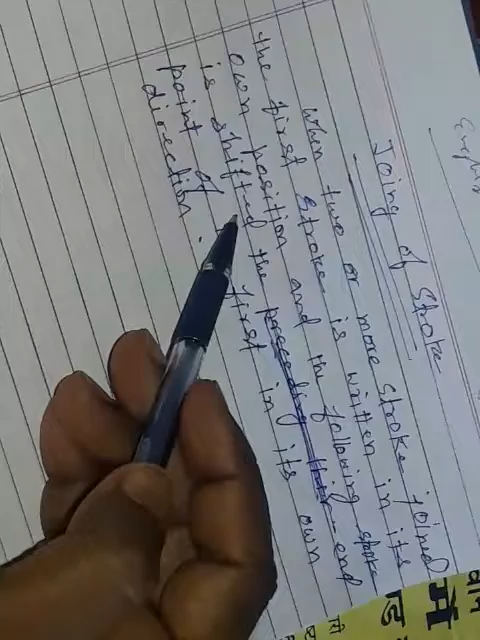 Joing of Stroke
When two or more stroke joined
the first stroke is written in its
own position and the following stroke
is shifted the preceding end
point of first in its own
direction.
में